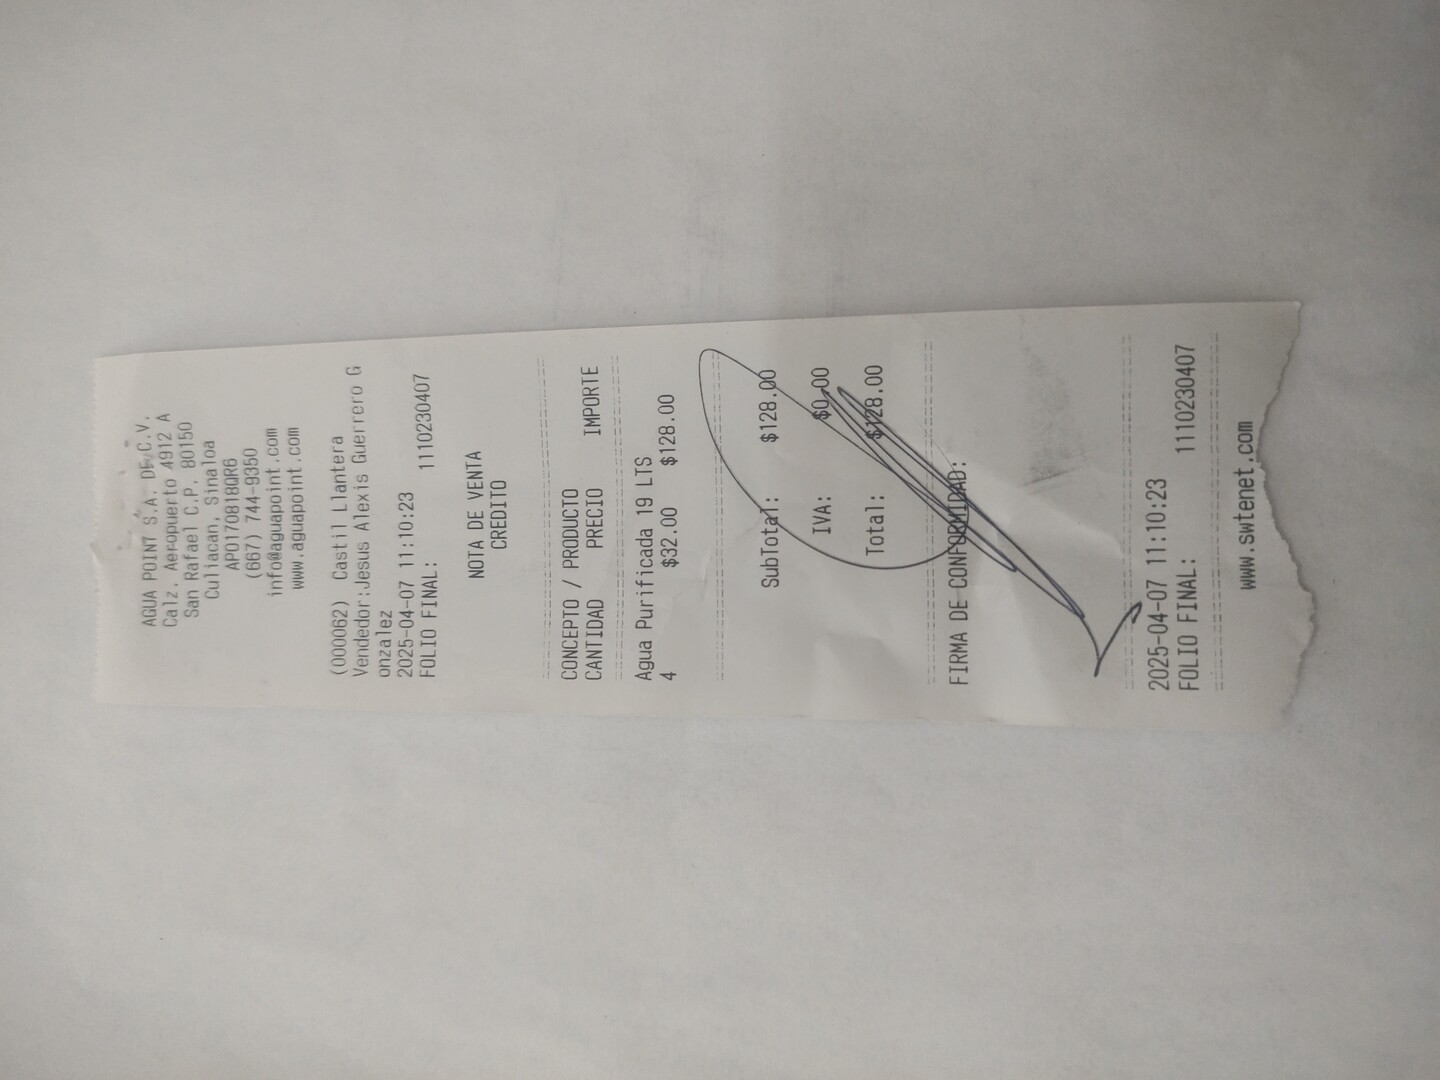 AGUA POINT S.A. DE C.V.
Calz. Aeropuerto 4912 A
San Rafael C.P. 80150
Culiacan, Sinaloa
APO170818QR6
(667) 744-9350
info@aguapoint.com
www.aguapoint.com
(000062) Castil Llantera
Vendedor:Jesus Alexis Guerrero G
onzalez
2025-04-07 11:10:23
FOLIO FINAL: 1110230407
NOTA DE VENTA
CREDITO
CONCEPTO / PRODUCTO
CANTIDAD PRECIO IMPORTE
Agua Purificada 19 LTS
4 $32.00 $128.00
SubTotal: $128.00
IVA: $0.00
Total: $128.00
FIRMA DE CONFORMIDAD:
2025-04-07 11:10:23
FOLIO FINAL: 1110230407
www.swtenet.com